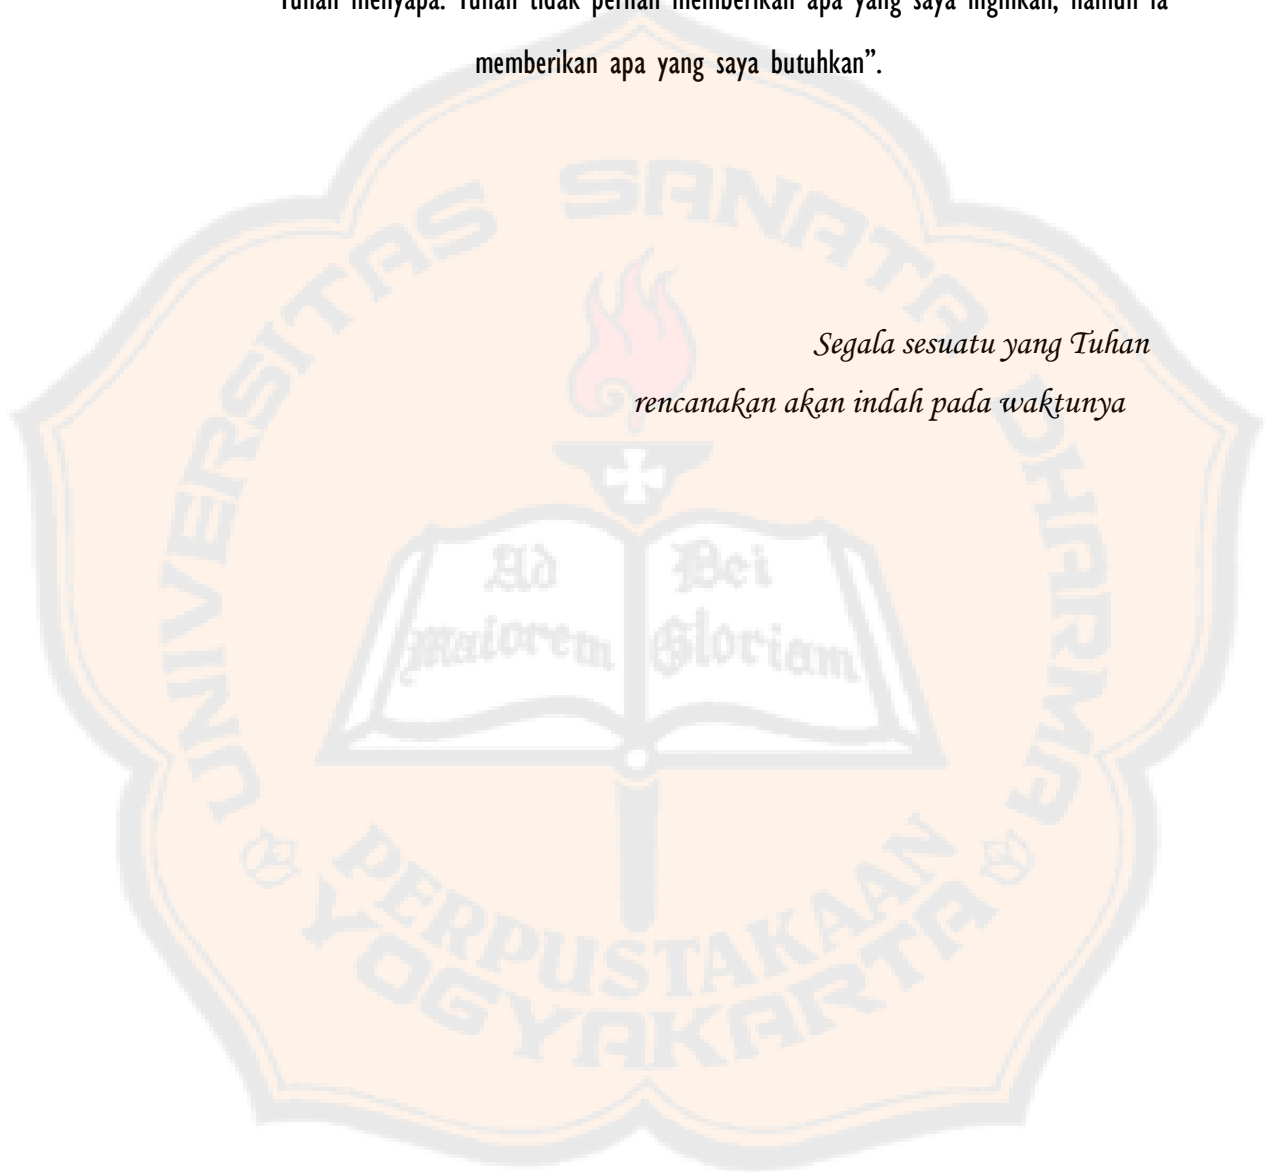 Tuhan menyapa. Tuhan tidak pernah memberikan apa yang saya inginkan, namun Ia
memberikan apa yang saya butuhkan”.
UNIVERSITAS SANATA DHARMA
Segala sesuatu yang Tuhan
rencanakan akan indah pada waktunya
Ad Dei
Maiorem Gloriam
PERPUSTAKAAN
YOGYAKARTA